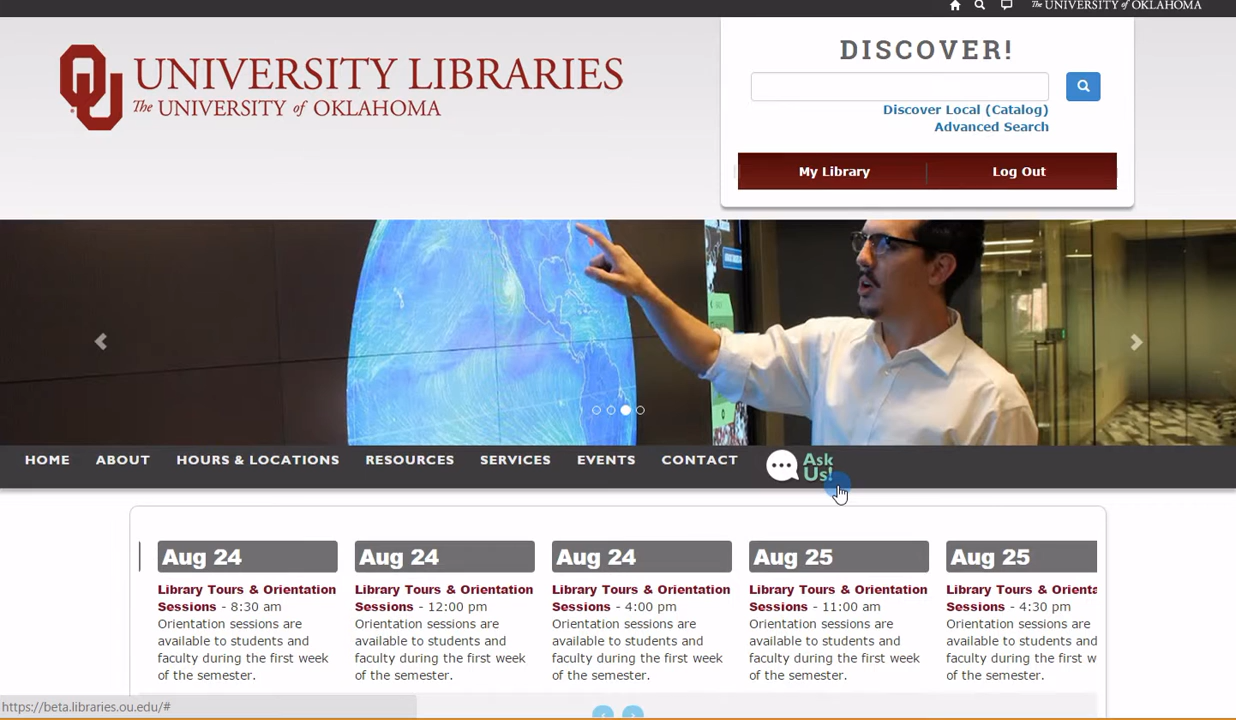 The UNIVERSITY of OKLAHOMA
OU UNIVERSITY LIBRARIES
The UNIVERSITY of OKLAHOMA
DISCOVER!
Discover Local (Catalog)
Advanced Search
My Library
Log Out
HOME
ABOUT
HOURS & LOCATIONS
RESOURCES
SERVICES
EVENTS
CONTACT
Ask
Us!
Aug 24
Library Tours & Orientation
Sessions - 8:30 am
Orientation sessions are
available to students and
faculty during the first week
of the semester.
Aug 24
Library Tours & Orientation
Sessions - 12:00 pm
Orientation sessions are
available to students and
faculty during the first week
of the semester.
Aug 24
Library Tours & Orientation
Sessions - 4:00 pm
Orientation sessions are
available to students and
faculty during the first week
of the semester.
Aug 25
Library Tours & Orientation
Sessions - 11:00 am
Orientation sessions are
available to students and
faculty during the first week
of the semester.
Aug 25
Library Tours & Orienta
Sessions - 4:30 pm
Orientation sessions are
available to students an
faculty during the first w
of the semester.
https://beta.libraries.ou.edu/#